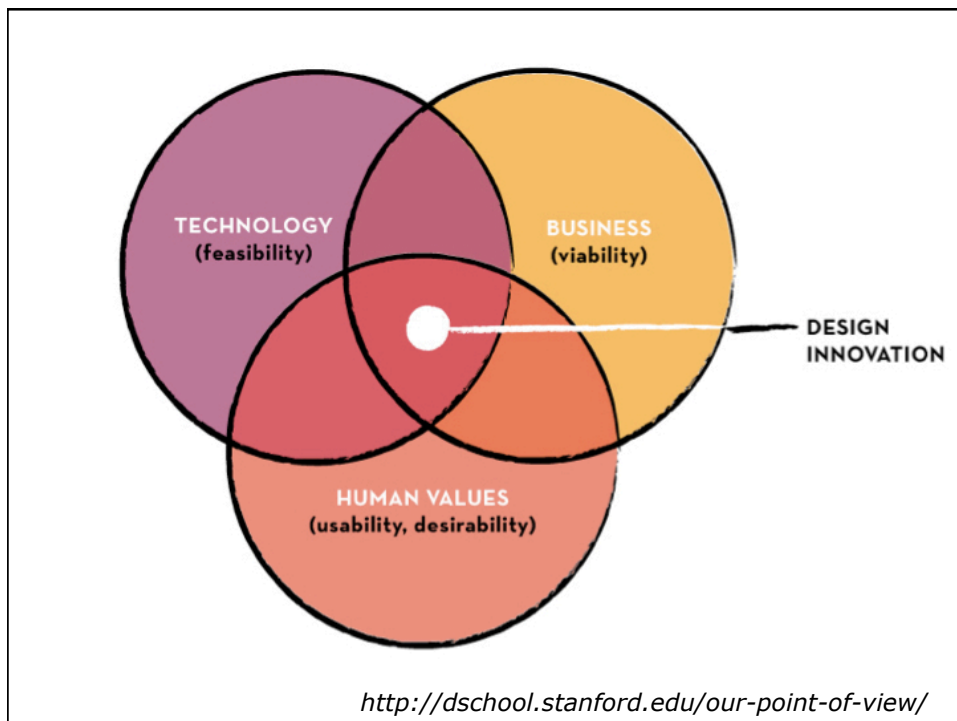 TECHNOLOGY
(feasibility)
BUSINESS
(viability)
DESIGN
INNOVATION
HUMAN VALUES
(usability, desirability)
http://dschool.stanford.edu/our-point-of-view/